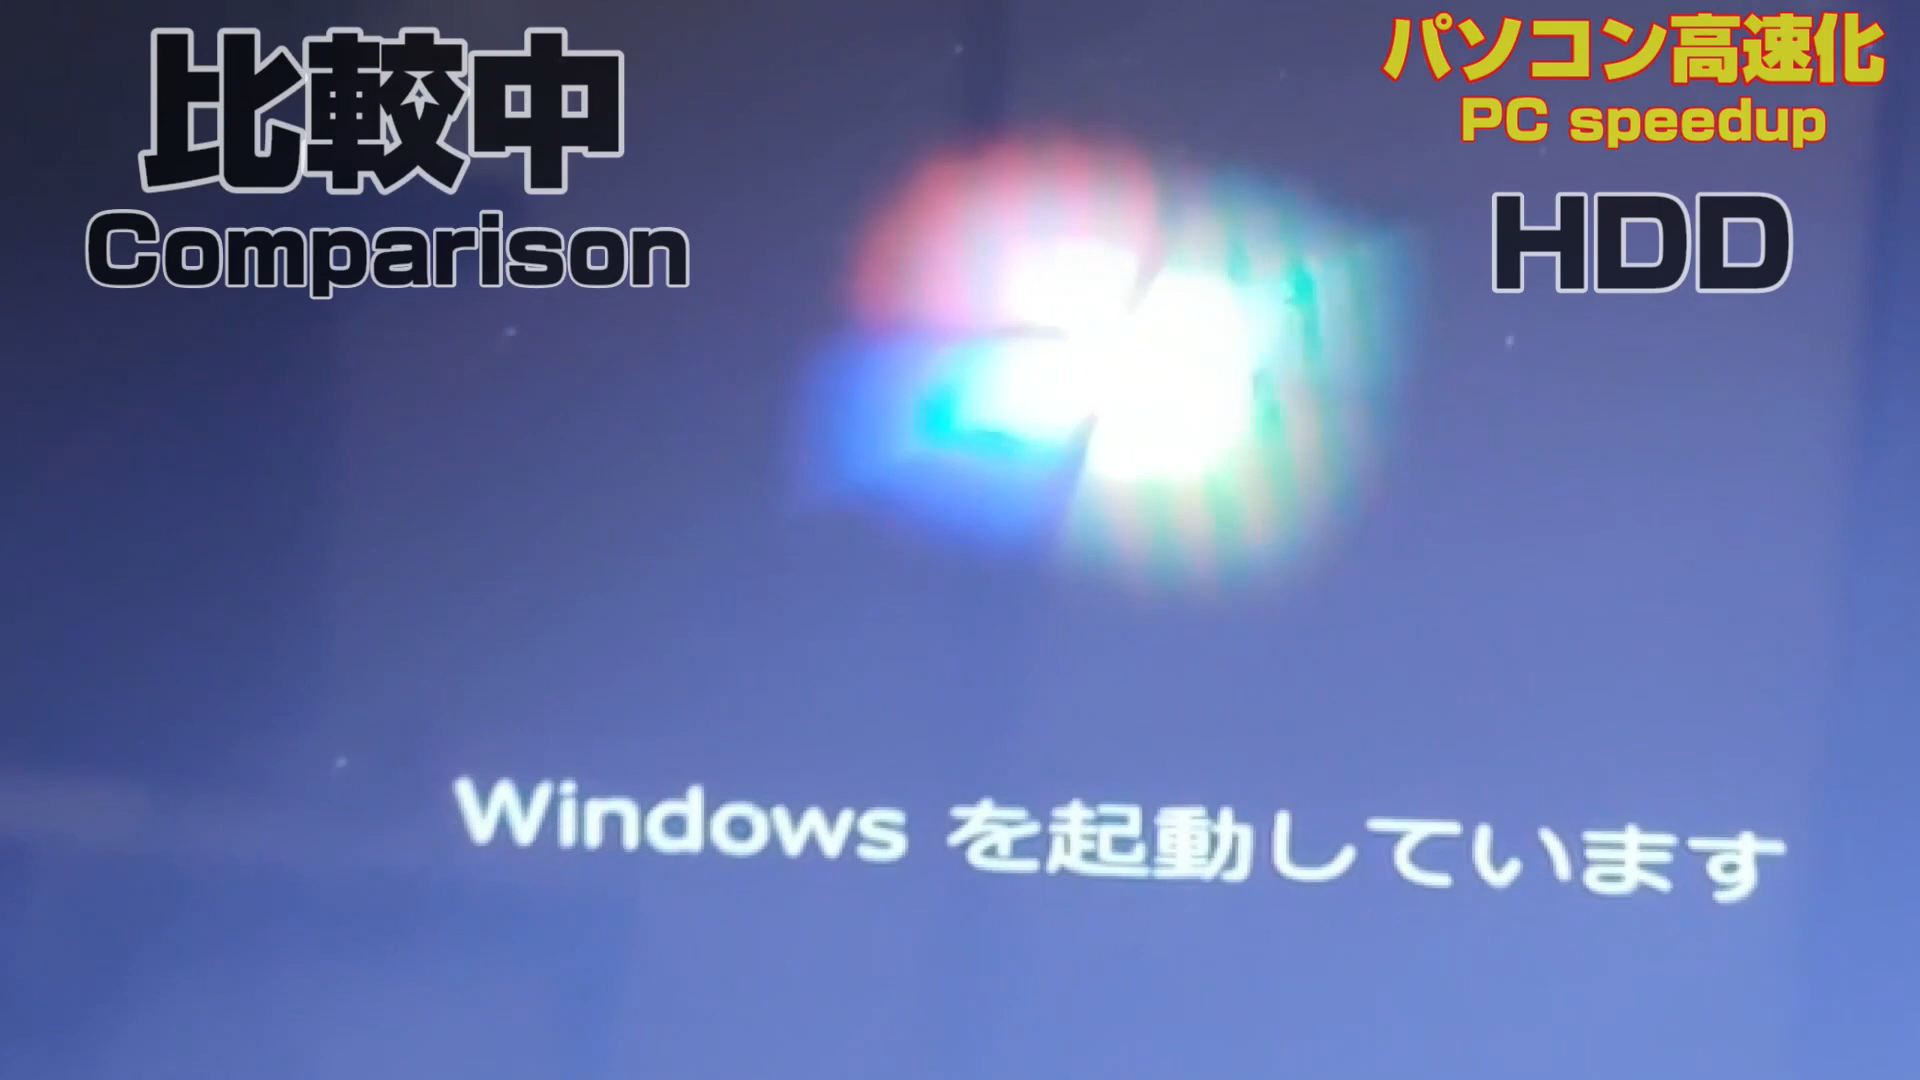 比較中
Comparison
パソコン高速化
PC speedup
HDD
Windows を起動しています